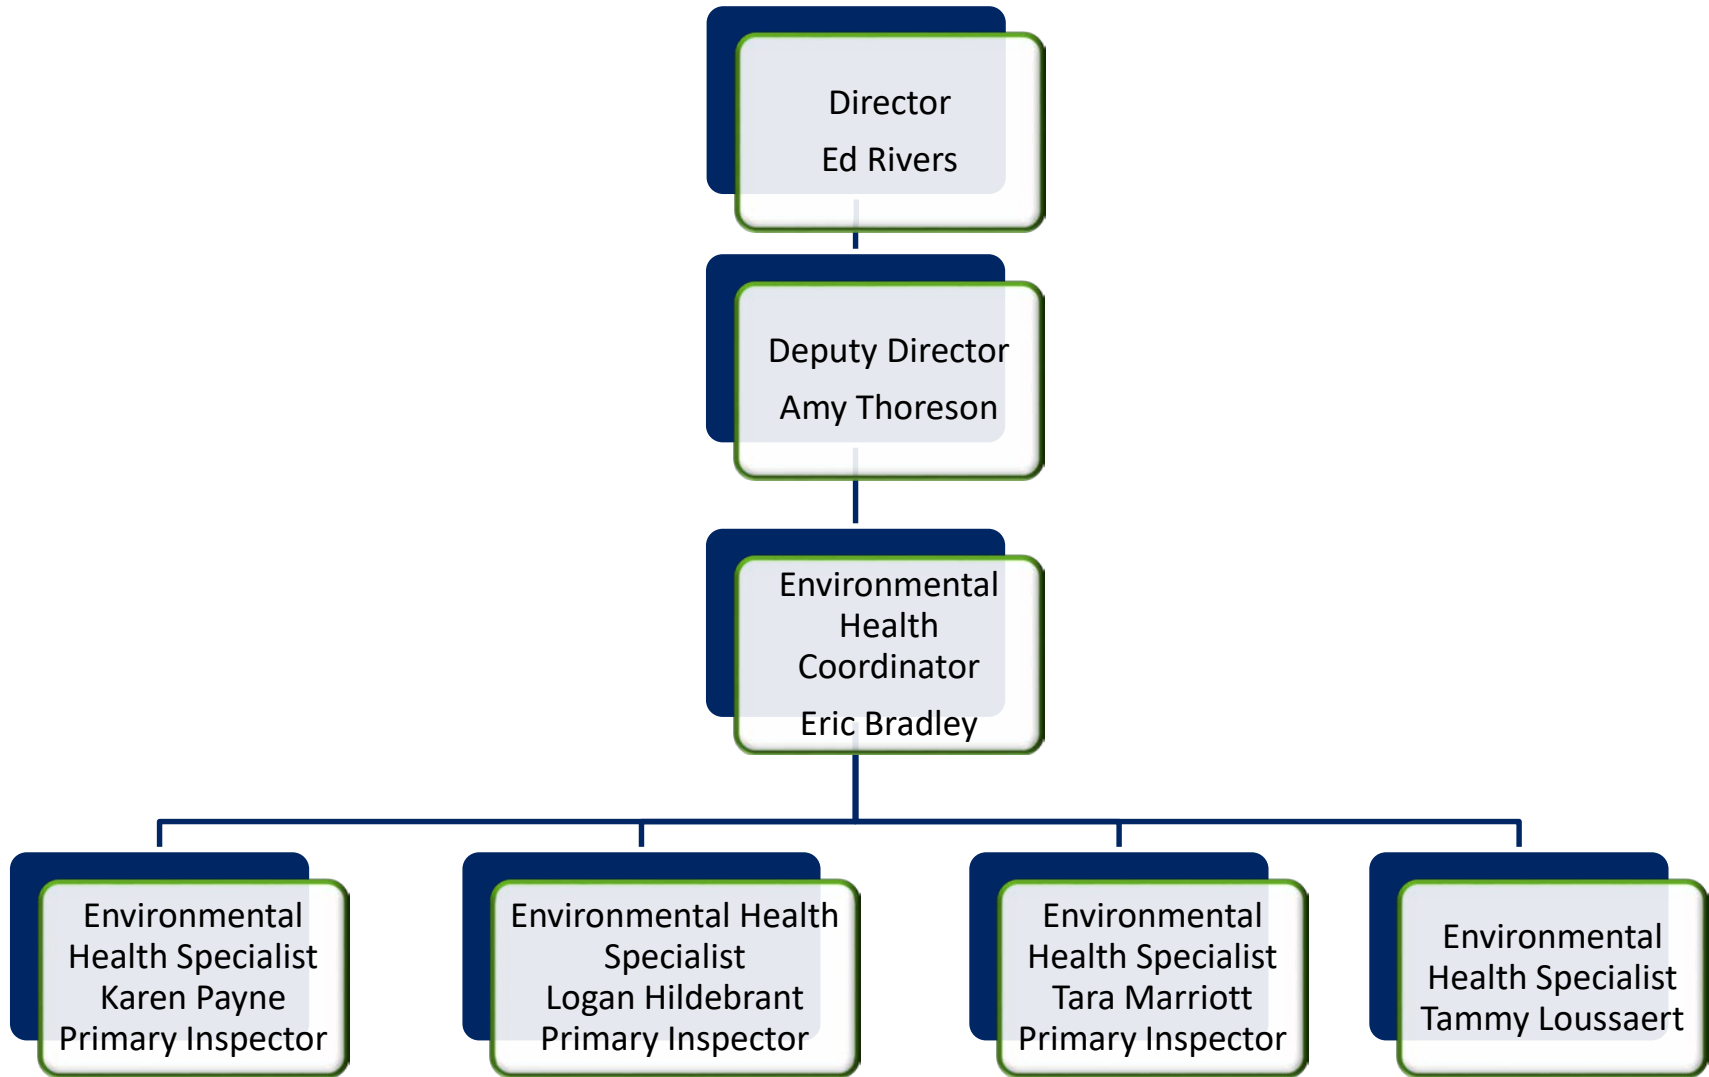 Director
Ed Rivers
Deputy Director
Amy Thoreson
Environmental
Health
Coordinator
Eric Bradley
Environmental
Health Specialist
Karen Payne
Primary Inspector
Environmental Health
Specialist
Logan Hildebrant
Primary Inspector
Environmental
Health Specialist
Tara Marriott
Primary Inspector
Environmental
Health Specialist
Tammy Loussaert